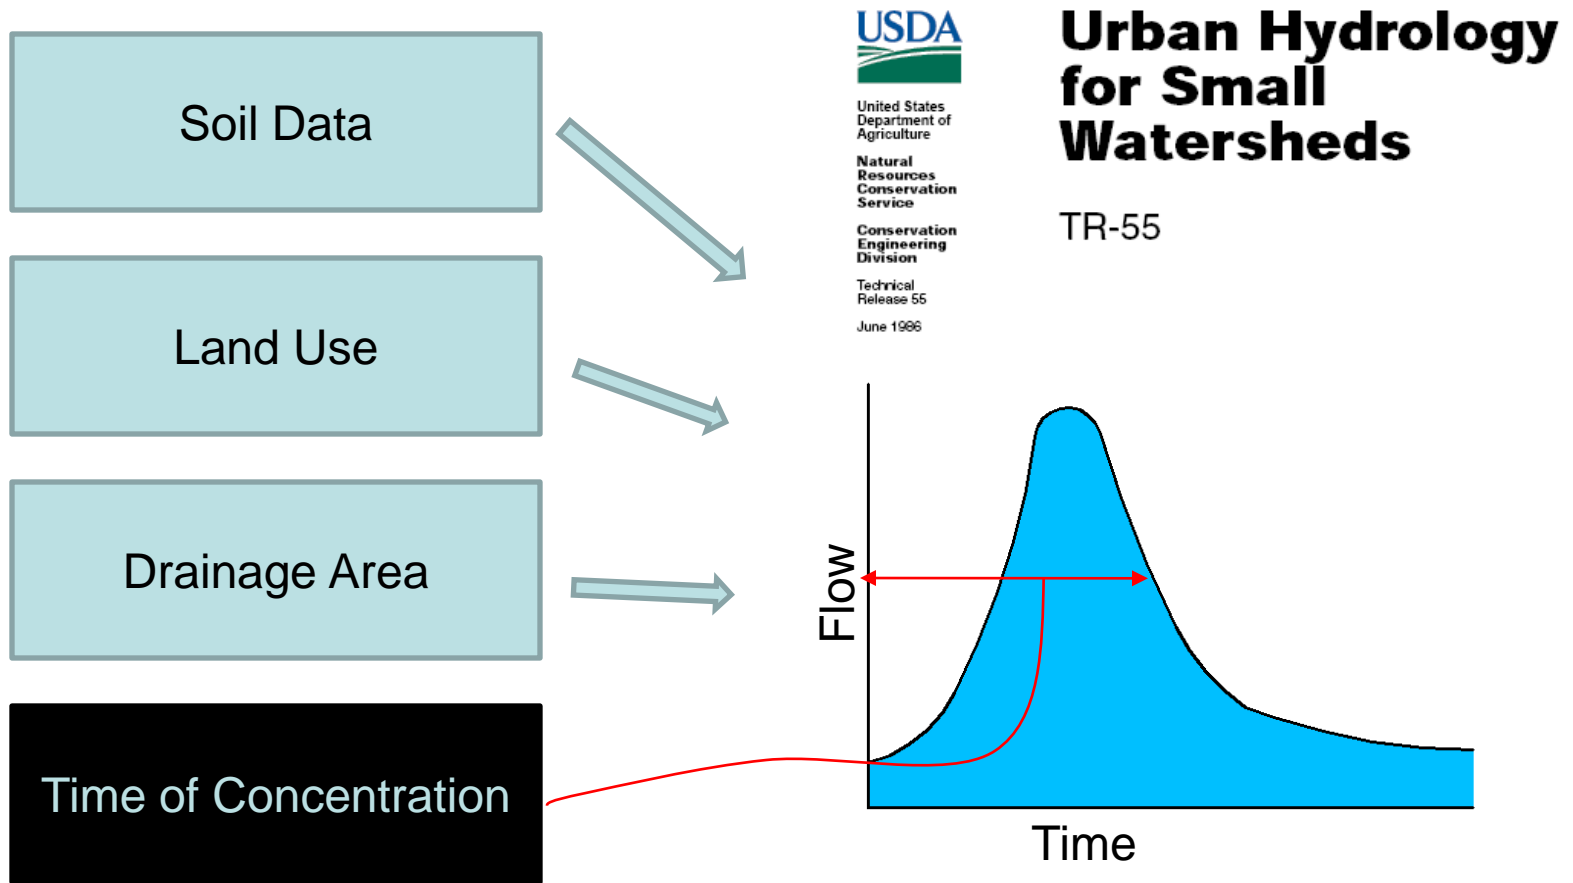 Soil Data
Land Use
Drainage Area
Time of Concentration
USDA
United States
Department of
Agriculture
Natural
Resources
Conservation
Service
Conservation
Engineering
Division
Technical
Release 55
June 1986
Urban Hydrology
for Small
Watersheds
TR-55
Flow
Time